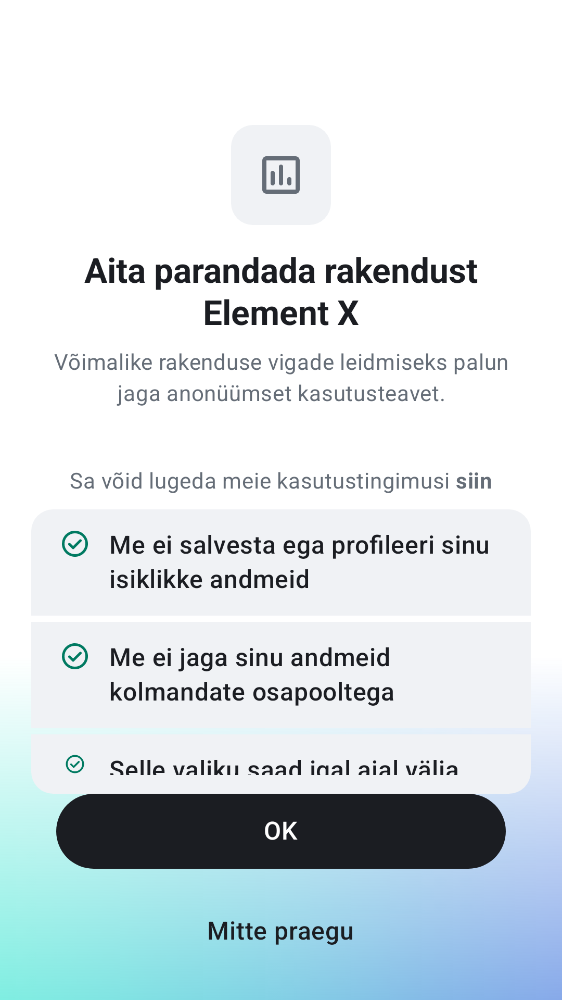 Aita parandada rakendust
Element X
Võimalike rakenduse vigade leidmiseks palun
jaga anonüümset kasutusteavet.
Sa võid lugeda meie kasutustingimusi siin
Me ei salvesta ega profileeri sinu
isiklikke andmeid
Me ei jaga sinu andmeid
kolmandate osapooltega
Selle valiku saad igal ajal välja
OK
Mitte praegu